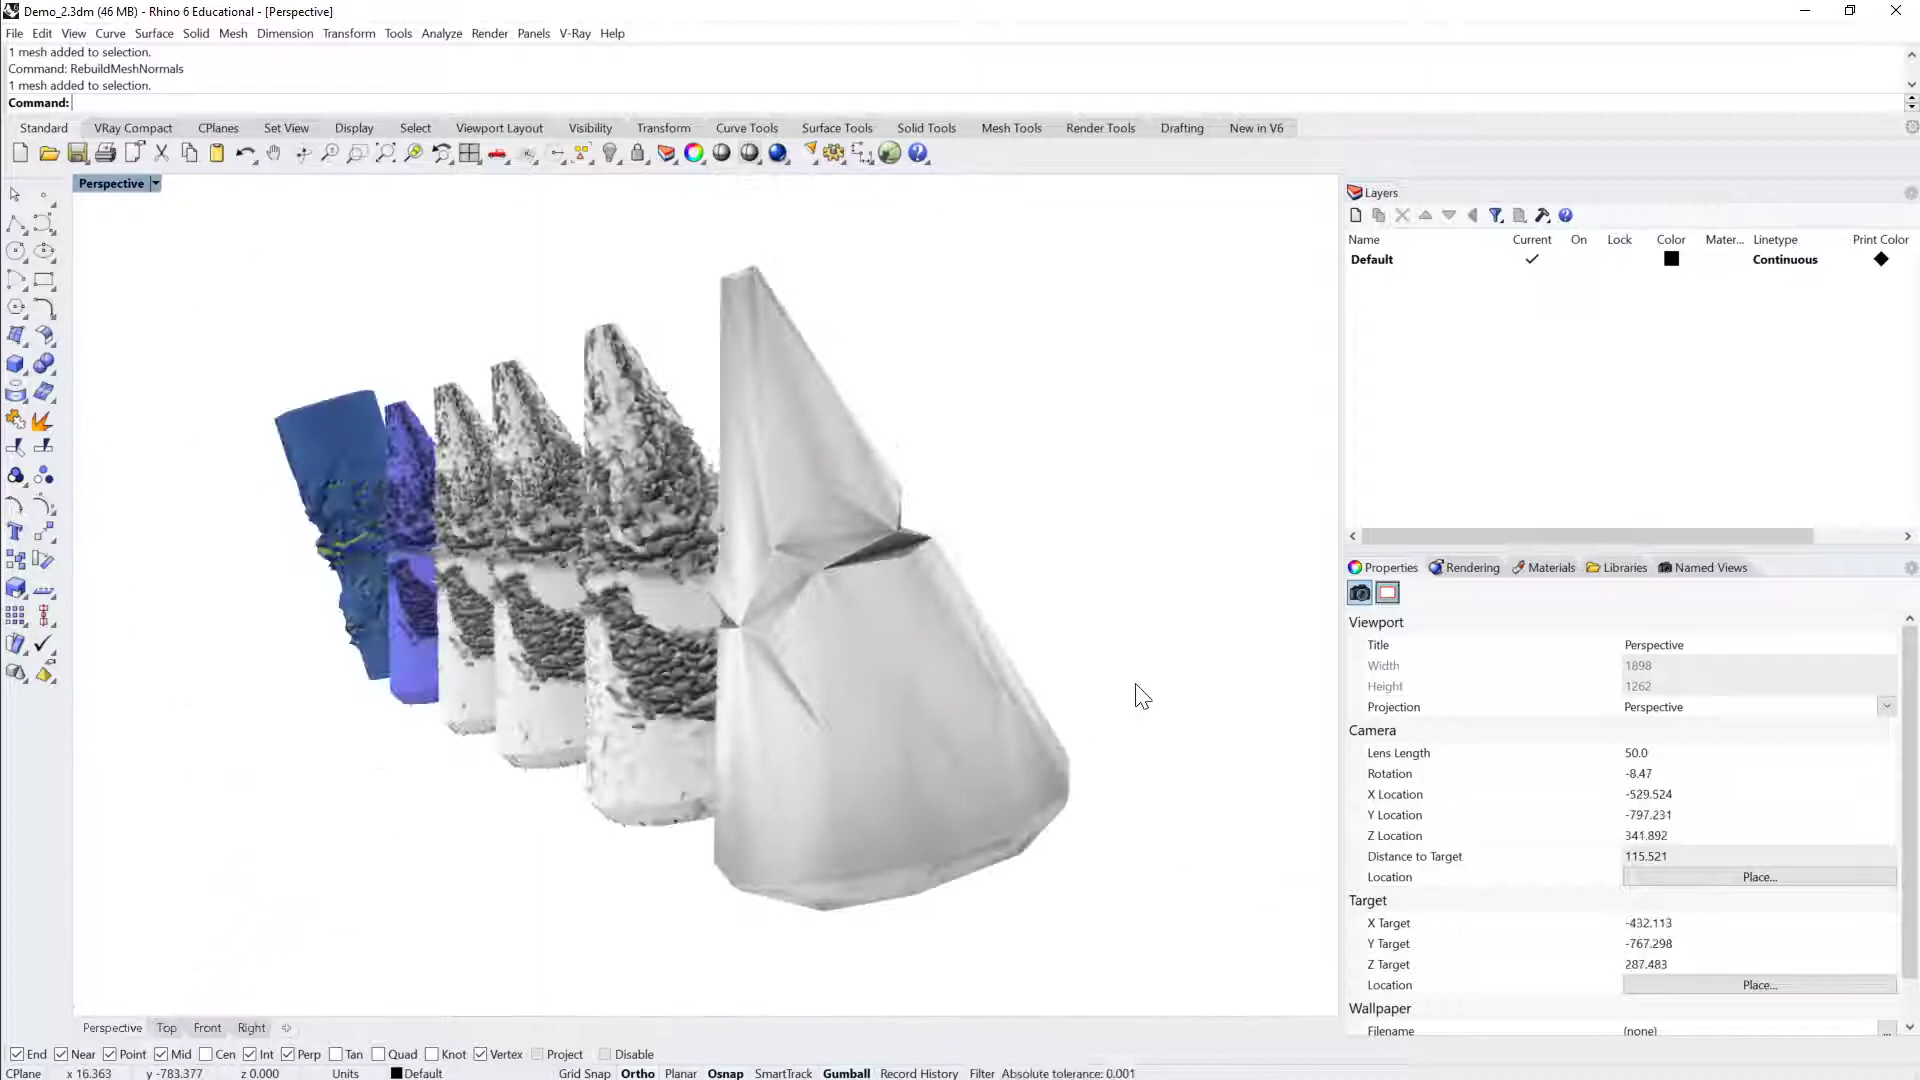 Demo_2.3dm (46 MB) - Rhino 6 Educational - [Perspective]
File Edit View Curve Surface Solid Mesh Dimension Transform Tools Analyze Render Panels V-Ray Help
1 mesh added to selection.
Command: RebuildMeshNormals
1 mesh added to selection.
Command:
Standard VRay Compact CPlanes Set View Display Select Viewport Layout Visibility Transform Curve Tools Surface Tools Solid Tools Mesh Tools Render Tools Drafting New in V6
Perspective
Layers
Name Current On Lock Color Mater... Linetype Print Color
Default Continuous
Properties Rendering Materials Libraries Named Views
Viewport
Title Perspective
Width 1898
Height 1262
Projection Perspective
Camera
Lens Length 50.0
Rotation -8.47
X Location -529.524
Y Location -797.231
Z Location 341.892
Distance to Target 115.521
Location Place...
Target
X Target -432.113
Y Target -767.298
Z Target 287.483
Location Place...
Wallpaper
Filename (none) ...
Perspective Top Front Right
End Near Point Mid Cen Int Perp Tan Quad Knot Vertex Project Disable
CPlane x 16.363 y -783.377 z 0.000 Units Default Grid Snap Ortho Planar Osnap SmartTrack Gumball Record History Filter Absolute tolerance: 0.001